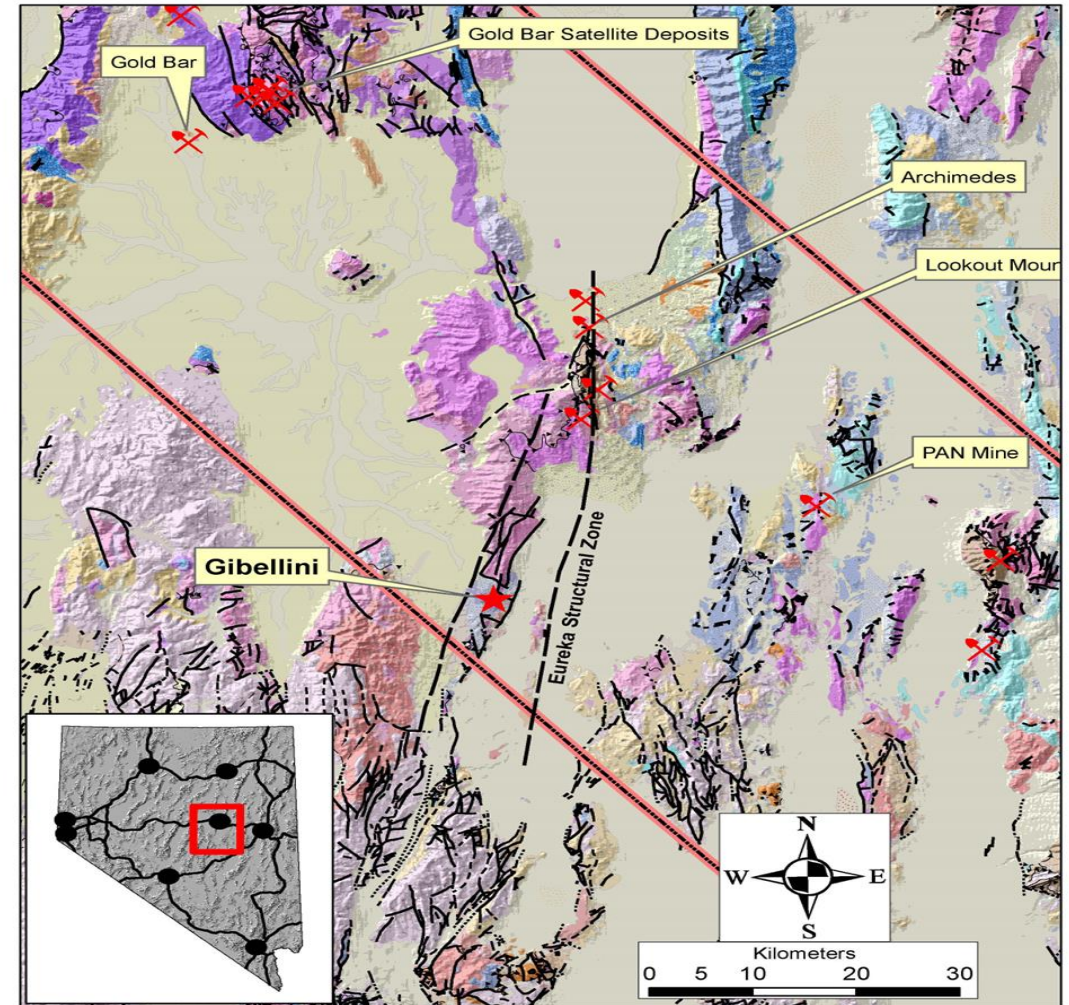 Gold Bar Satellite Deposits
Gold Bar
Archimedes
Lookout Moun
PAN Mine
Gibellini
Eureka Structural Zone
N
W E
S
Kilometers
0 5 10 20 30